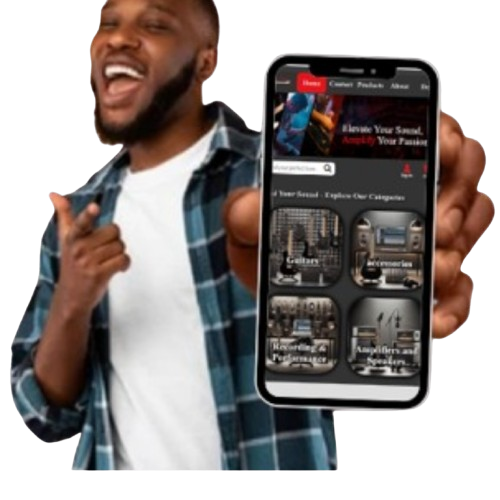 Home Contact Products About
Elevate Your Sound,
Amplify Your Passion
d Your Sound - Explore Our Categories
Guitars
accessories
Recording &
Performance
Amplifiers and
Speakers